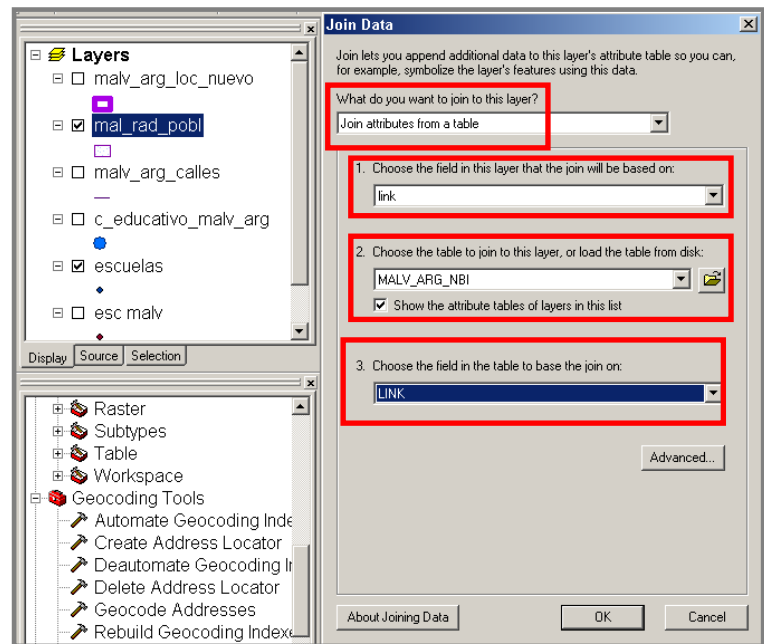 Layers
malv_arg_loc_nuevo
mal_rad_pobl
malv_arg_calles
c_educativo_malv_arg
escuelas
esc malv
Display Source Selection
Raster
Subtypes
Table
Workspace
Geocoding Tools
Automate Geocoding Inde
Create Address Locator
Deautomate Geocoding I
Delete Address Locator
Geocode Addresses
Rebuild Geocoding Indexe
Join Data
Join lets you append additional data to this layer's attribute table so you can,
for example, symbolize the layer's features using this data.
What do you want to join to this layer?
Join attributes from a table
1. Choose the field in this layer that the join will be based on:
link
2. Choose the table to join to this layer, or load the table from disk:
MALV_ARG_NBI
Show the attribute tables of layers in this list
3. Choose the field in the table to base the join on:
LINK
Advanced...
About Joining Data OK Cancel